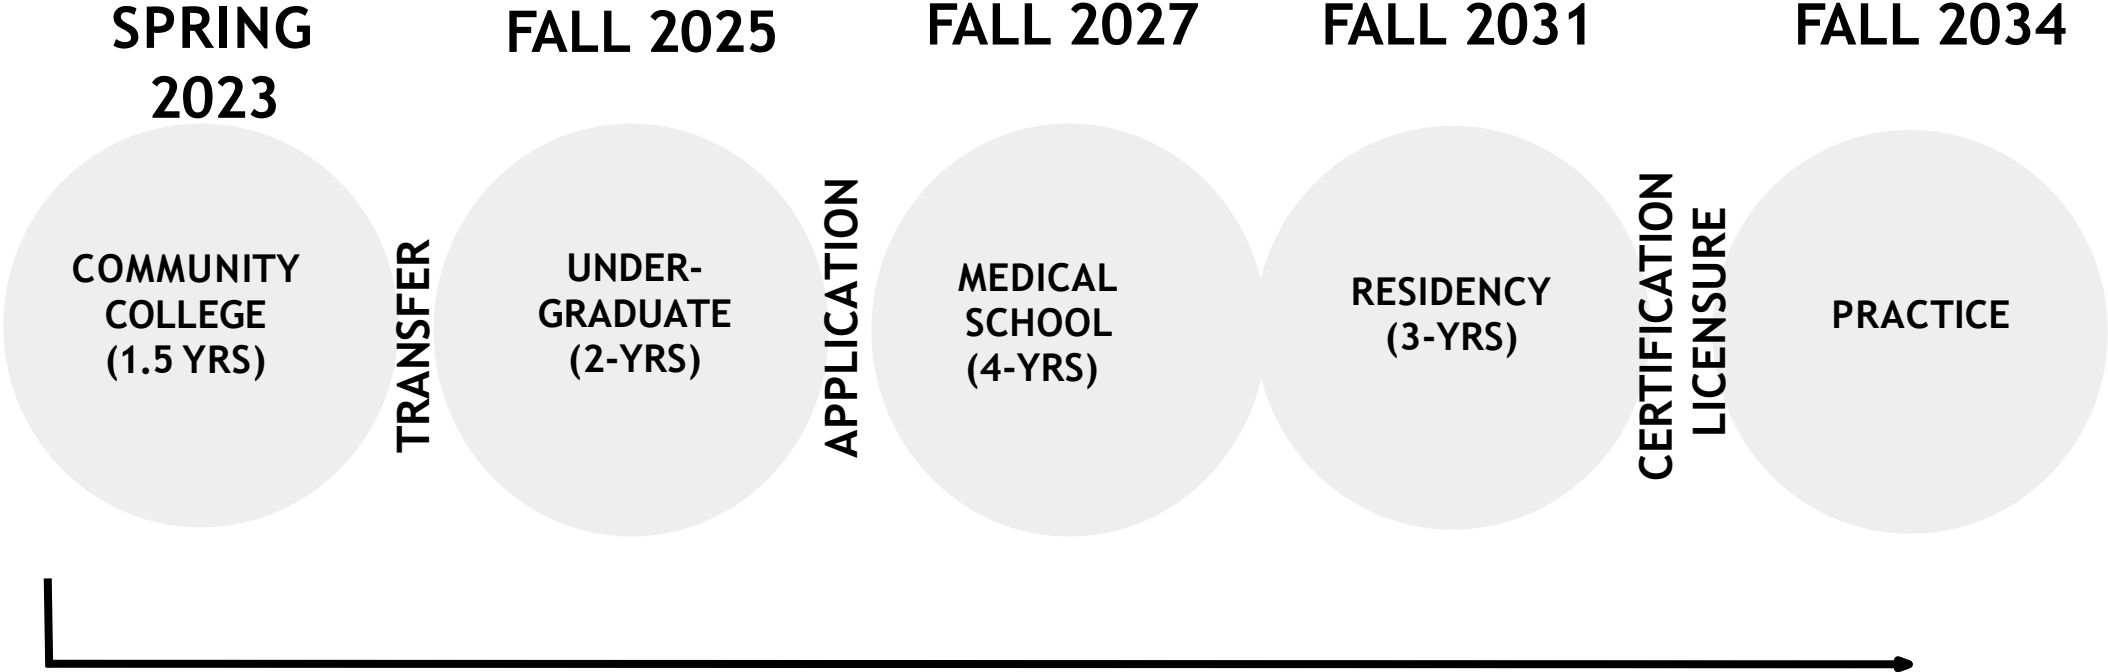 SPRING
2023
FALL 2025
FALL 2027
FALL 2031
FALL 2034
COMMUNITY
COLLEGE
(1.5 YRS)
TRANSFER
UNDER-
GRADUATE
(2-YRS)
APPLICATION
MEDICAL
SCHOOL
(4-YRS)
RESIDENCY
(3-YRS)
CERTIFICATION
LICENSURE
PRACTICE